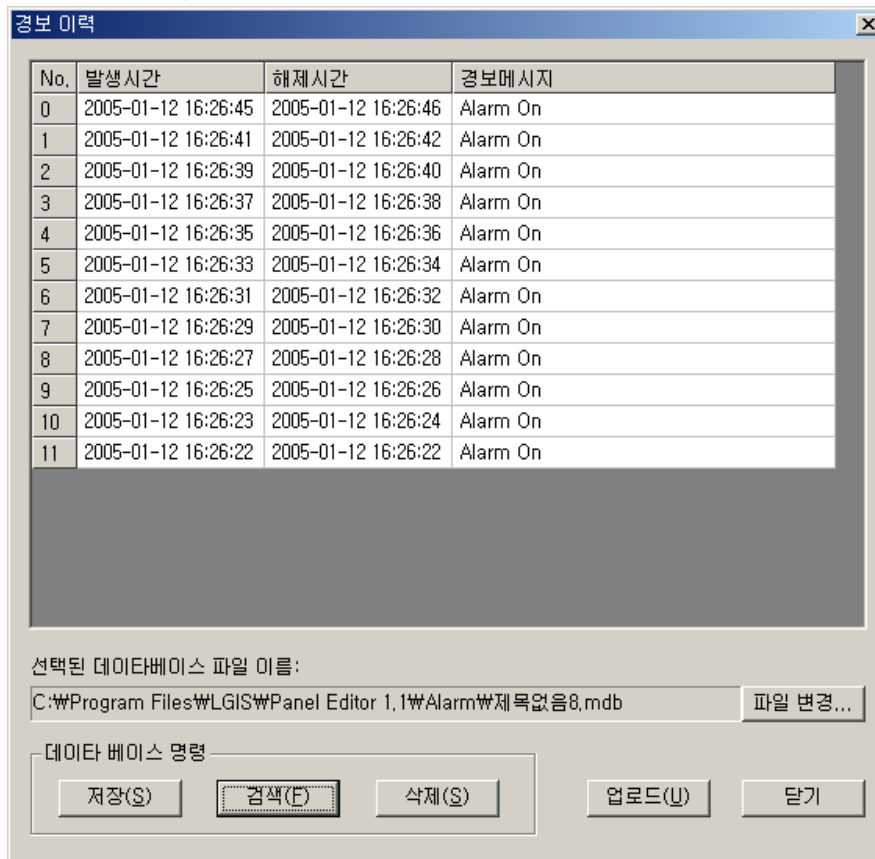 경보 이력
No. 발생시간 해제시간 경보메시지
0 2005-01-12 16:26:45 2005-01-12 16:26:46 Alarm On
1 2005-01-12 16:26:41 2005-01-12 16:26:42 Alarm On
2 2005-01-12 16:26:39 2005-01-12 16:26:40 Alarm On
3 2005-01-12 16:26:37 2005-01-12 16:26:38 Alarm On
4 2005-01-12 16:26:35 2005-01-12 16:26:36 Alarm On
5 2005-01-12 16:26:33 2005-01-12 16:26:34 Alarm On
6 2005-01-12 16:26:31 2005-01-12 16:26:32 Alarm On
7 2005-01-12 16:26:29 2005-01-12 16:26:30 Alarm On
8 2005-01-12 16:26:27 2005-01-12 16:26:28 Alarm On
9 2005-01-12 16:26:25 2005-01-12 16:26:26 Alarm On
10 2005-01-12 16:26:23 2005-01-12 16:26:24 Alarm On
11 2005-01-12 16:26:22 2005-01-12 16:26:22 Alarm On
선택된 데이타베이스 파일 이름:
C:₩Program Files₩LGIS₩Panel Editor 1.1₩Alarm₩제목없음8.mdb 파일 변경...
데이타 베이스 명령
저장(S) 검색(F) 삭제(S) 업로드(U) 닫기